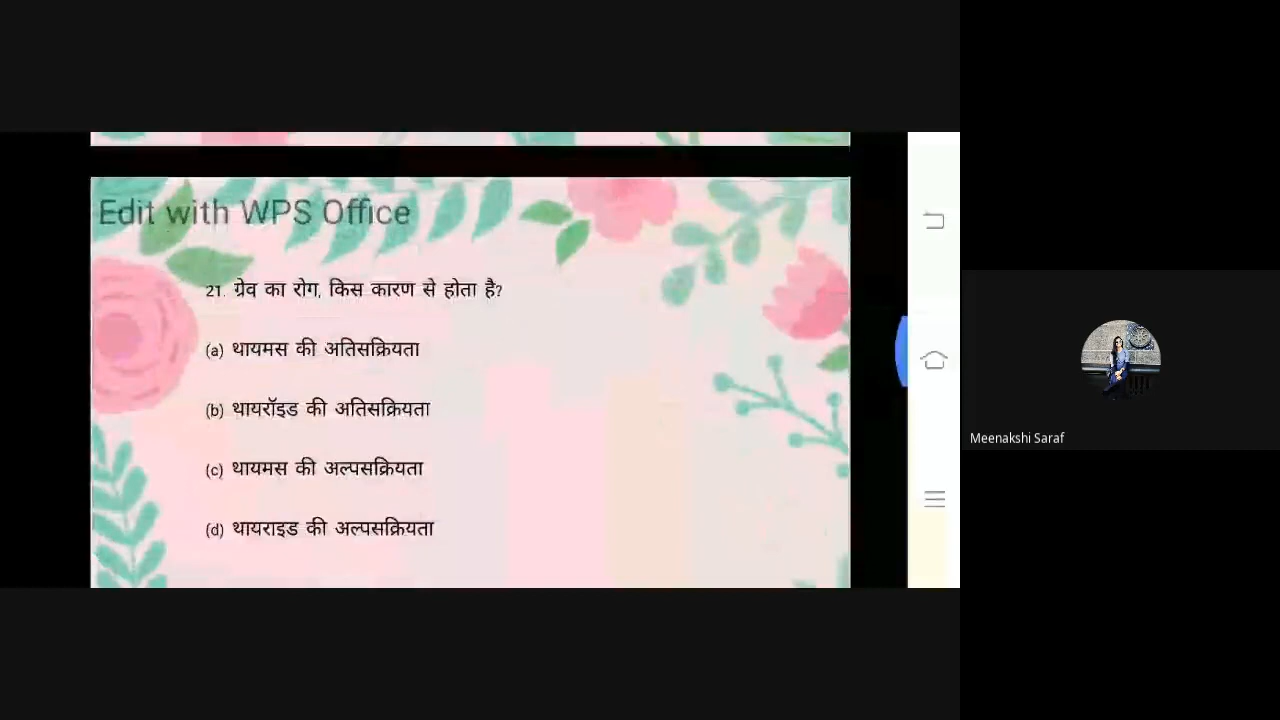 Edit with WPS Office
21. ग्रेव का रोग, किस कारण से होता है?
(a) थायमस की अतिसक्रियता
(b) थायरॉइड की अतिसक्रियता
(c) थायमस की अल्पसक्रियता
(d) थायराइड की अल्पसक्रियता
Meenakshi Saraf